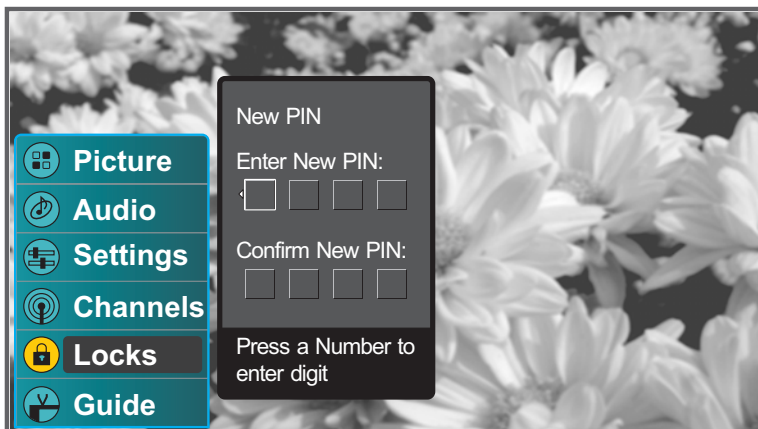 Picture
Audio
Settings
Channels
Locks
Guide
New PIN
Enter New PIN:
Confirm New PIN:
Press a Number to
enter digit